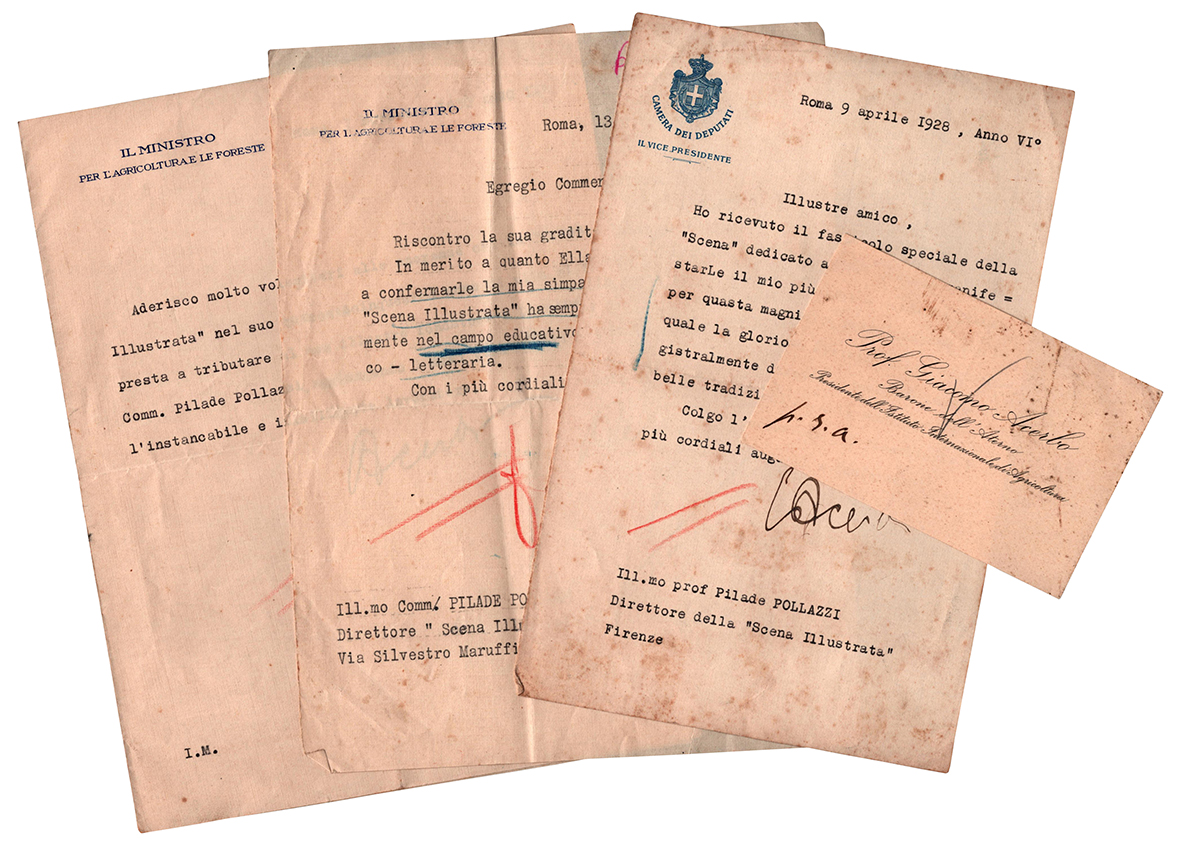 IL MINISTRO
PER L'AGRICOLTURA E LE FORESTE
Aderisco molto vol
Illustrata" nel suo
presta a tributare
Comm. Pilade Pollaz
l'instancabile e i
I.M.
IL MINISTRO
PER L'AGRICOLTURA E LE FORESTE
Roma, 13
Egregio Commen
Riscontro la sua gradit
In merito a quanto Ella
a confermarle la mia simpa
"Scena Illustrata" ha semp
mente nel campo educativo
co - letteraria.
Con i più cordiali
Ill.mo Comm. PILADE PO
Direttore " Scena Illu
Via Silvestro Maruffi
CAMERA DEI DEPUTATI
IL VICE PRESIDENTE
Roma 9 aprile 1928 , Anno VI°
Illustre amico ,
Ho ricevuto il fascicolo speciale della
"Scena" dedicato a nife =
starLe il mio più
per quasta magni
quale la glorio
gistralmente d
belle tradizi
Colgo l'
più cordiali aug
Acerbo
Ill.mo prof Pilade POLLAZZI
Direttore della "Scena Illustrata"
Firenze
Prof. Giacomo Acerbo
Barone dell'Aterno
Presidente dell'Istituto Internazionale di Agricoltura
p. g. a.